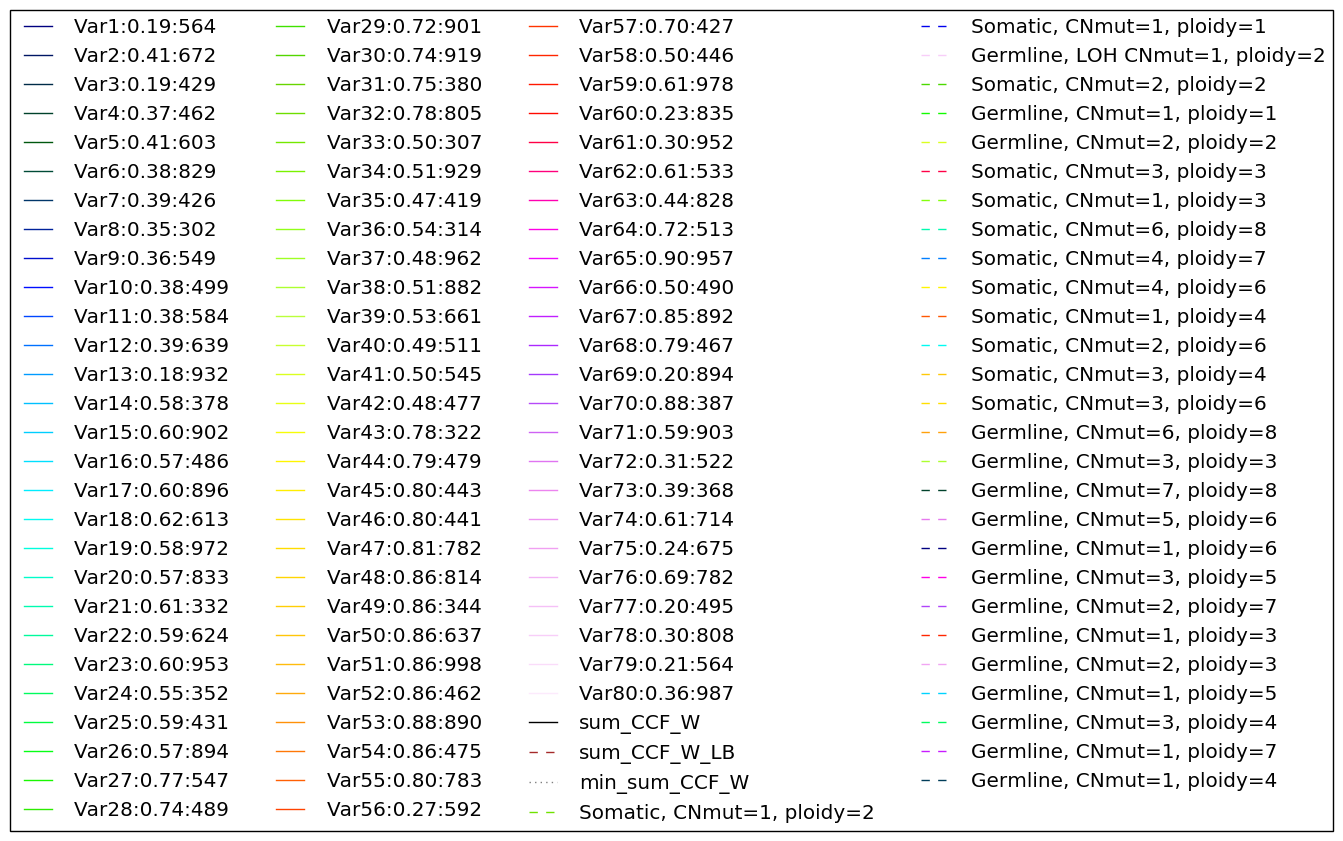 Var1:0.19:564
Var2:0.41:672
Var3:0.19:429
Var4:0.37:462
Var5:0.41:603
Var6:0.38:829
Var7:0.39:426
Var8:0.35:302
Var9:0.36:549
Var10:0.38:499
Var11:0.38:584
Var12:0.39:639
Var13:0.18:932
Var14:0.58:378
Var15:0.60:902
Var16:0.57:486
Var17:0.60:896
Var18:0.62:613
Var19:0.58:972
Var20:0.57:833
Var21:0.61:332
Var22:0.59:624
Var23:0.60:953
Var24:0.55:352
Var25:0.59:431
Var26:0.57:894
Var27:0.77:547
Var28:0.74:489
Var29:0.72:901
Var30:0.74:919
Var31:0.75:380
Var32:0.78:805
Var33:0.50:307
Var34:0.51:929
Var35:0.47:419
Var36:0.54:314
Var37:0.48:962
Var38:0.51:882
Var39:0.53:661
Var40:0.49:511
Var41:0.50:545
Var42:0.48:477
Var43:0.78:322
Var44:0.79:479
Var45:0.80:443
Var46:0.80:441
Var47:0.81:782
Var48:0.86:814
Var49:0.86:344
Var50:0.86:637
Var51:0.86:998
Var52:0.86:462
Var53:0.88:890
Var54:0.86:475
Var55:0.80:783
Var56:0.27:592
Var57:0.70:427
Var58:0.50:446
Var59:0.61:978
Var60:0.23:835
Var61:0.30:952
Var62:0.61:533
Var63:0.44:828
Var64:0.72:513
Var65:0.90:957
Var66:0.50:490
Var67:0.85:892
Var68:0.79:467
Var69:0.20:894
Var70:0.88:387
Var71:0.59:903
Var72:0.31:522
Var73:0.39:368
Var74:0.61:714
Var75:0.24:675
Var76:0.69:782
Var77:0.20:495
Var78:0.30:808
Var79:0.21:564
Var80:0.36:987
sum_CCF_W
sum_CCF_W_LB
min_sum_CCF_W
Somatic, CNmut=1, ploidy=2
Somatic, CNmut=1, ploidy=1
Germline, LOH CNmut=1, ploidy=2
Somatic, CNmut=2, ploidy=2
Germline, CNmut=1, ploidy=1
Germline, CNmut=2, ploidy=2
Somatic, CNmut=3, ploidy=3
Somatic, CNmut=1, ploidy=3
Somatic, CNmut=6, ploidy=8
Somatic, CNmut=4, ploidy=7
Somatic, CNmut=4, ploidy=6
Somatic, CNmut=1, ploidy=4
Somatic, CNmut=2, ploidy=6
Somatic, CNmut=3, ploidy=4
Somatic, CNmut=3, ploidy=6
Germline, CNmut=6, ploidy=8
Germline, CNmut=3, ploidy=3
Germline, CNmut=7, ploidy=8
Germline, CNmut=5, ploidy=6
Germline, CNmut=1, ploidy=6
Germline, CNmut=3, ploidy=5
Germline, CNmut=2, ploidy=7
Germline, CNmut=1, ploidy=3
Germline, CNmut=2, ploidy=3
Germline, CNmut=1, ploidy=5
Germline, CNmut=3, ploidy=4
Germline, CNmut=1, ploidy=7
Germline, CNmut=1, ploidy=4